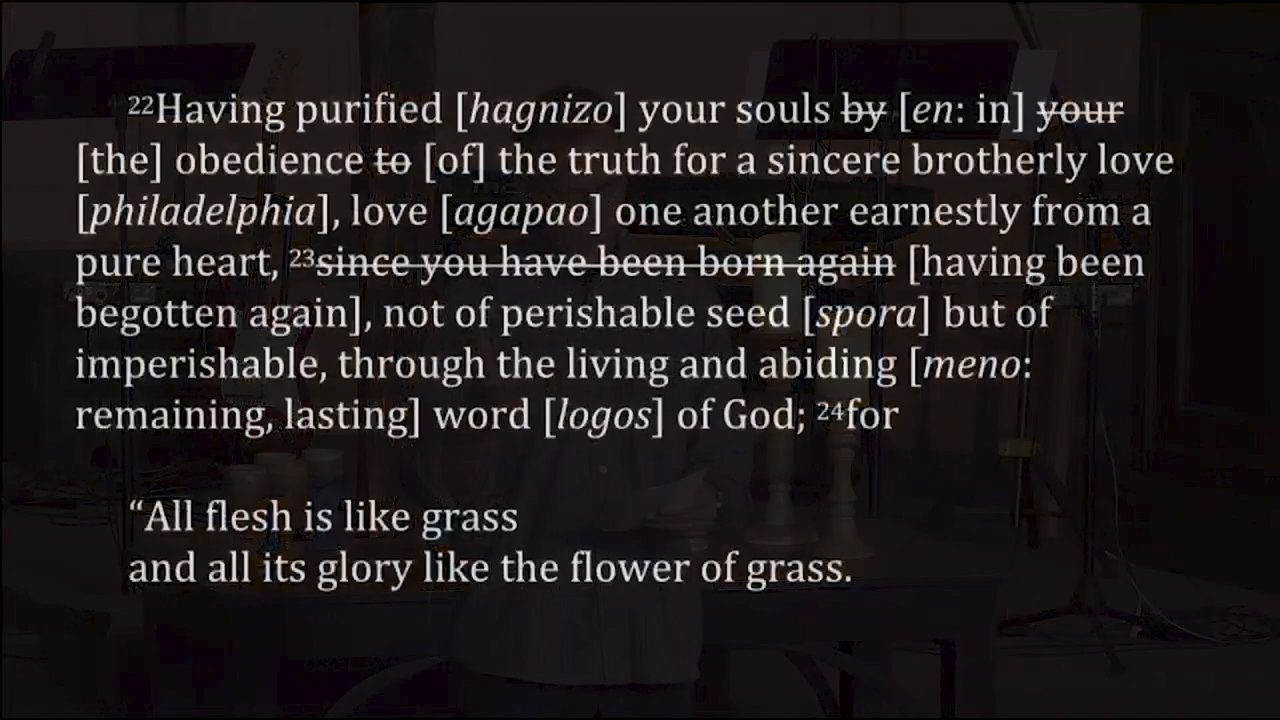 22Having purified [hagnizo] your souls by [en: in] your
[the] obedience to [of] the truth for a sincere brotherly love
[philadelphia], love [agapao] one another earnestly from a
pure heart, 23since you have been born again [having been
begotten again], not of perishable seed [spora] but of
imperishable, through the living and abiding [meno:
remaining, lasting] word [logos] of God; 24for
“All flesh is like grass
and all its glory like the flower of grass.